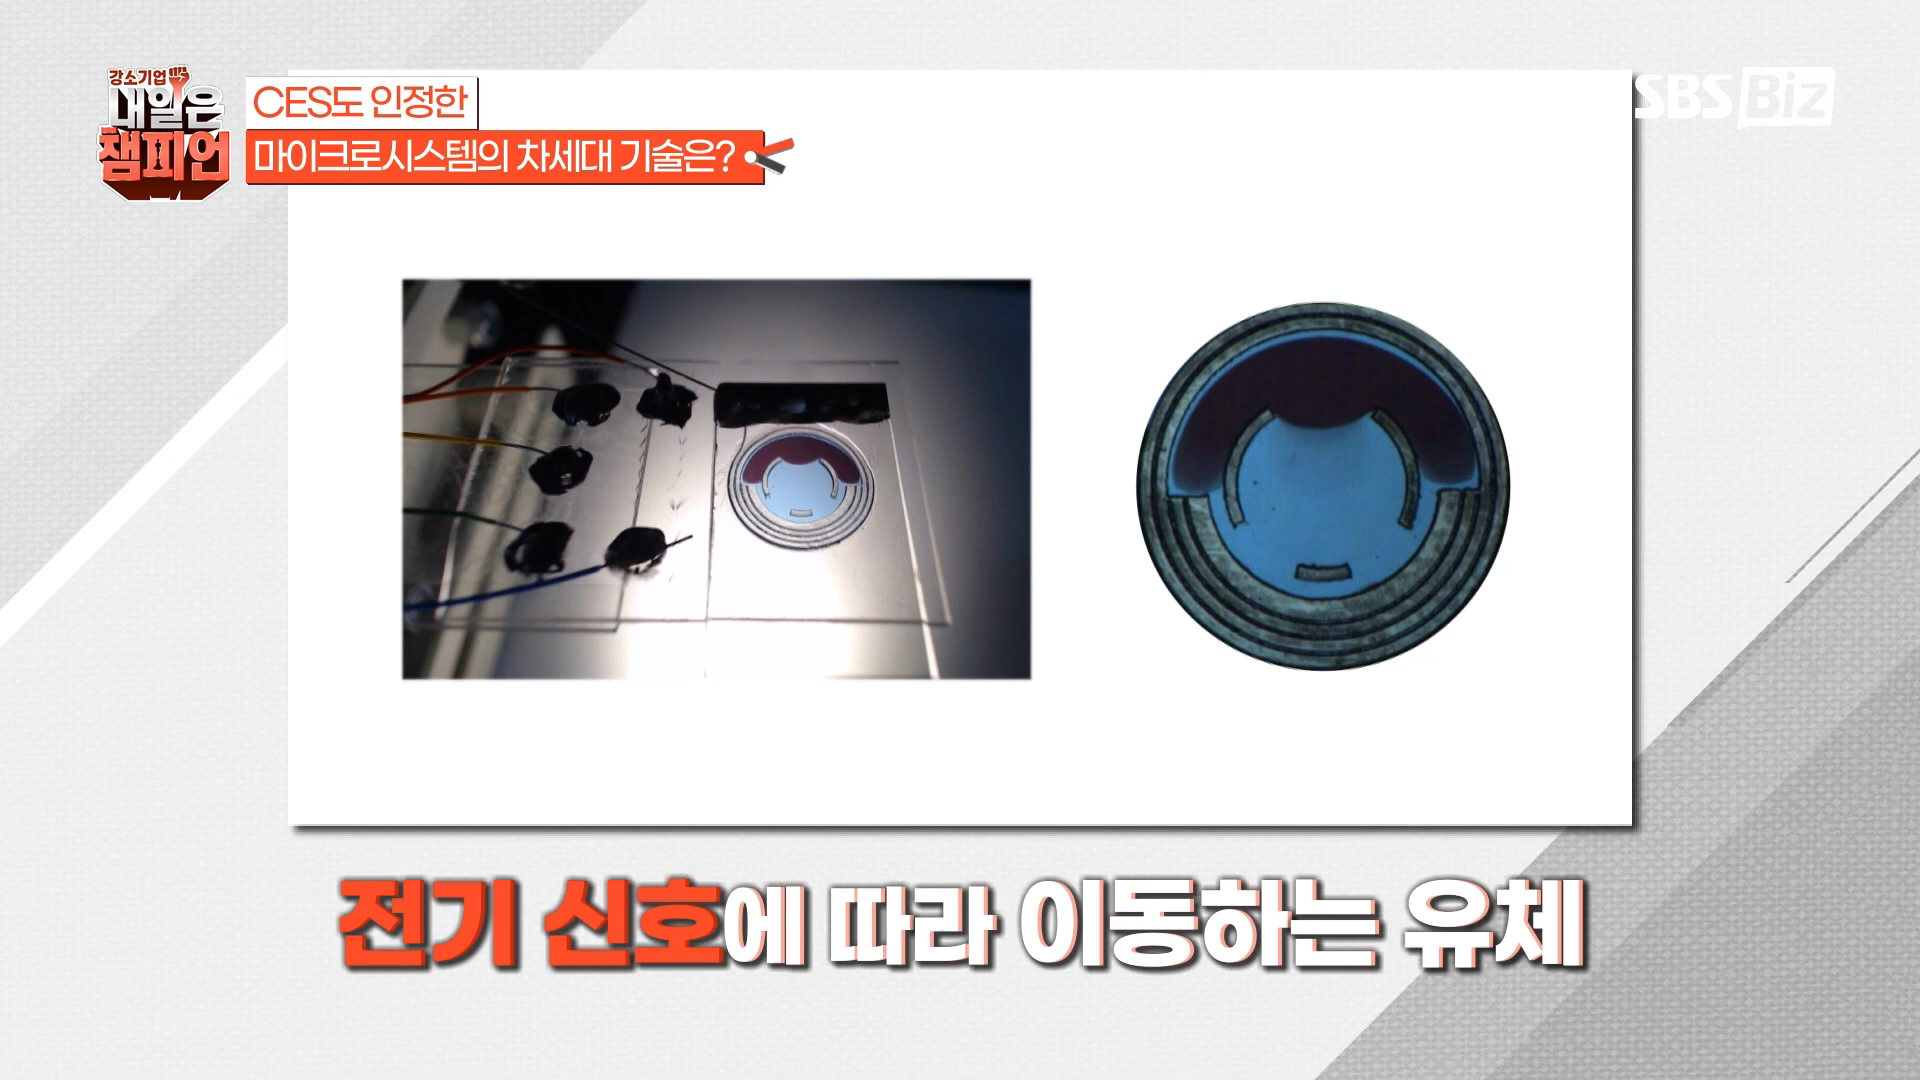 강소기업
내일은
챔피언
CES도 인정한
마이크로시스템의 차세대 기술은?
SBS Biz
전기 신호에 따라 이동하는 유체